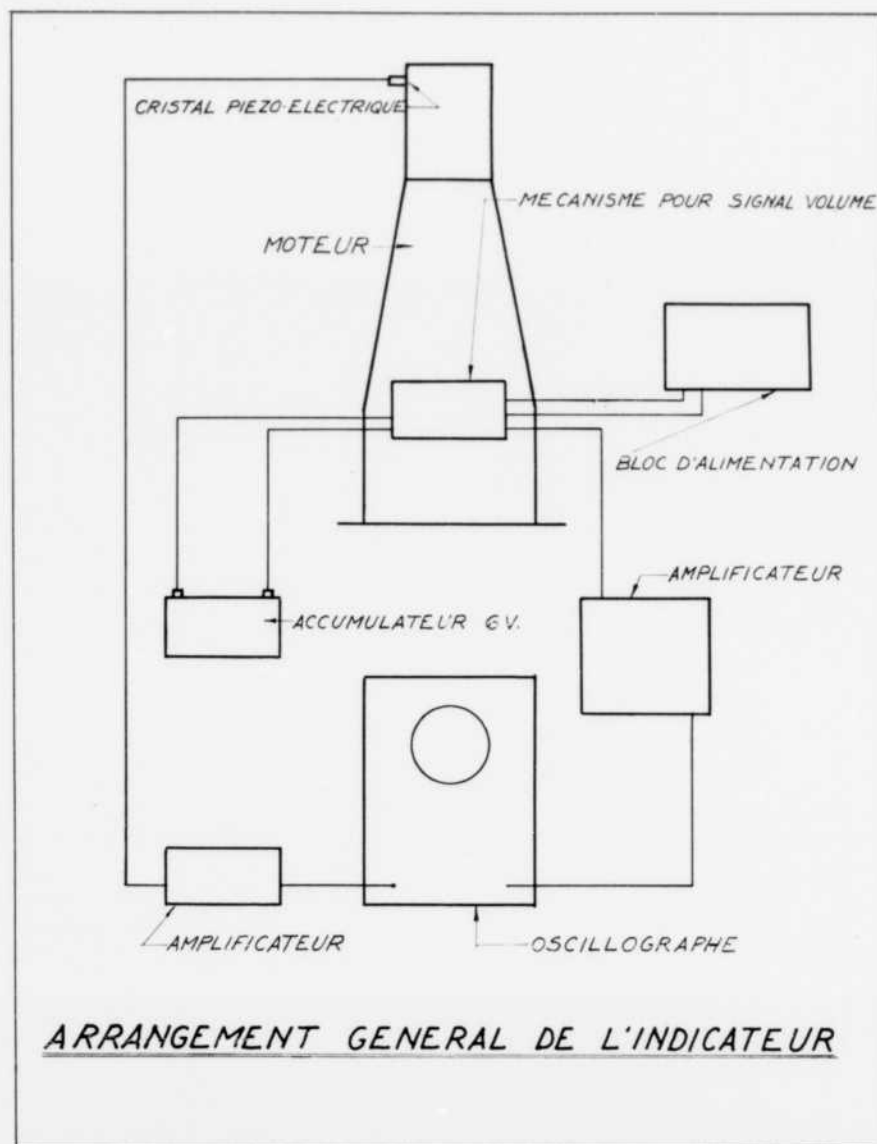 CRISTAL PIEZO-ELECTRIQUE
MECANISME POUR SIGNAL VOLUME
MOTEUR
BLOC D'ALIMENTATION
AMPLIFICATEUR
ACCUMULATEUR 6V.
AMPLIFICATEUR
OSCILLOGRAPHE
ARRANGEMENT GENERAL DE L'INDICATEUR